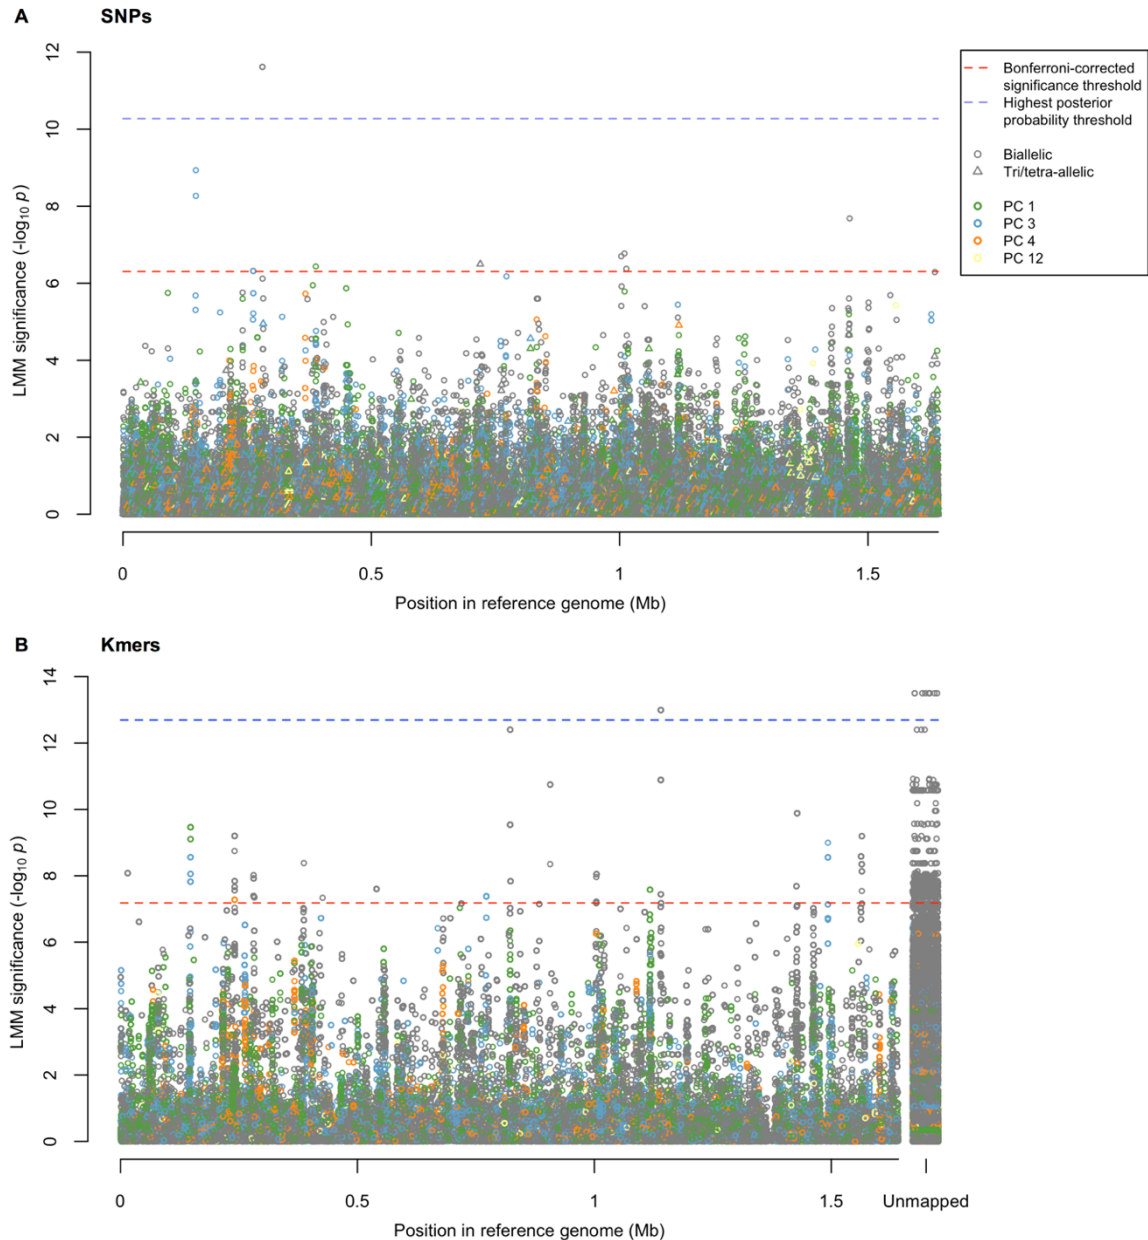 A SNPs
12
10
8
6
4
2
0
LMM significance (-log10 p)
0 0.5 1 1.5
Position in reference genome (Mb)
Bonferroni-corrected
significance threshold
Highest posterior
probability threshold
Biallelic
Tri/tetra-allelic
PC 1
PC 3
PC 4
PC 12
B Kmers
14
12
10
8
6
4
2
0
LMM significance (-log10 p)
0 0.5 1 1.5 Unmapped
Position in reference genome (Mb)